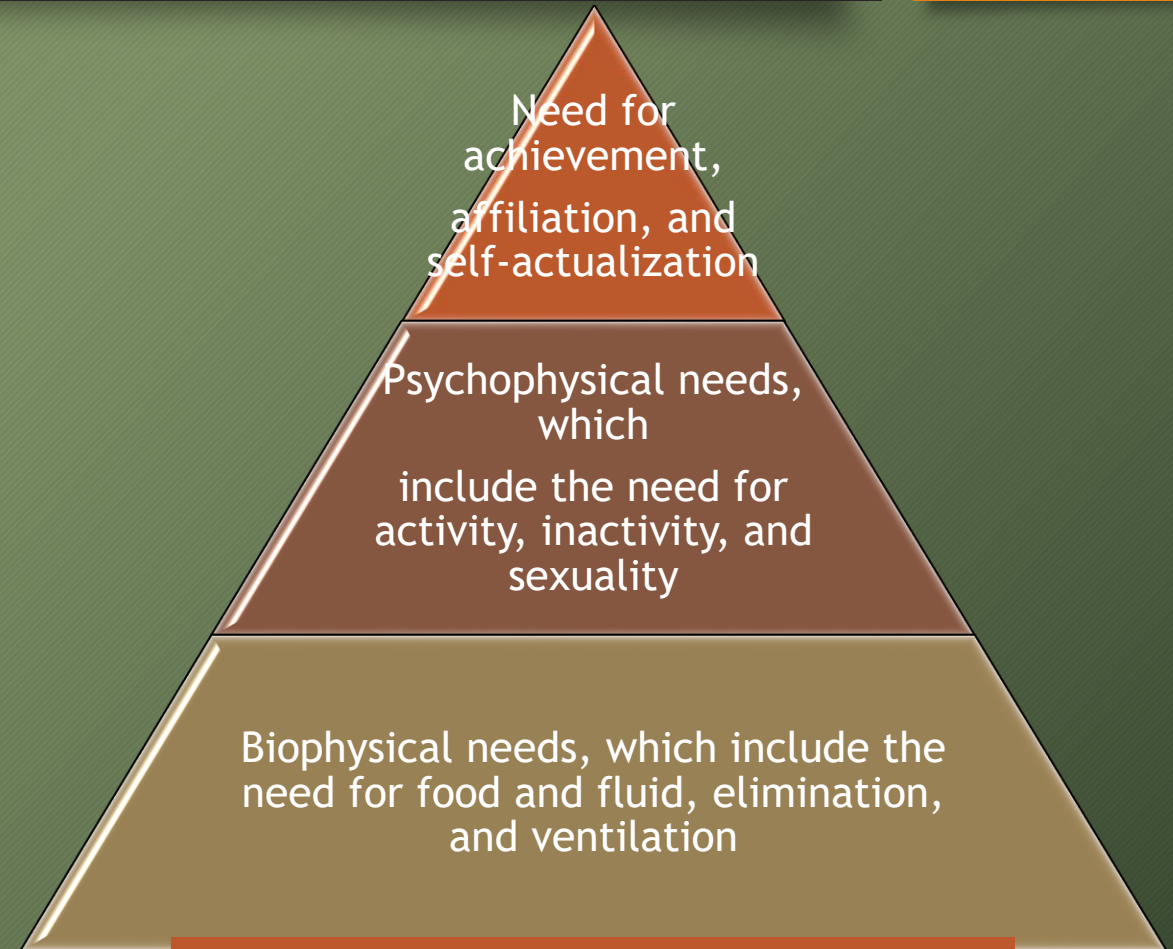 Need for
achievement,
affiliation, and
self-actualization
Psychophysical needs,
which
include the need for
activity, inactivity, and
sexuality
Biophysical needs, which include the
need for food and fluid, elimination,
and ventilation